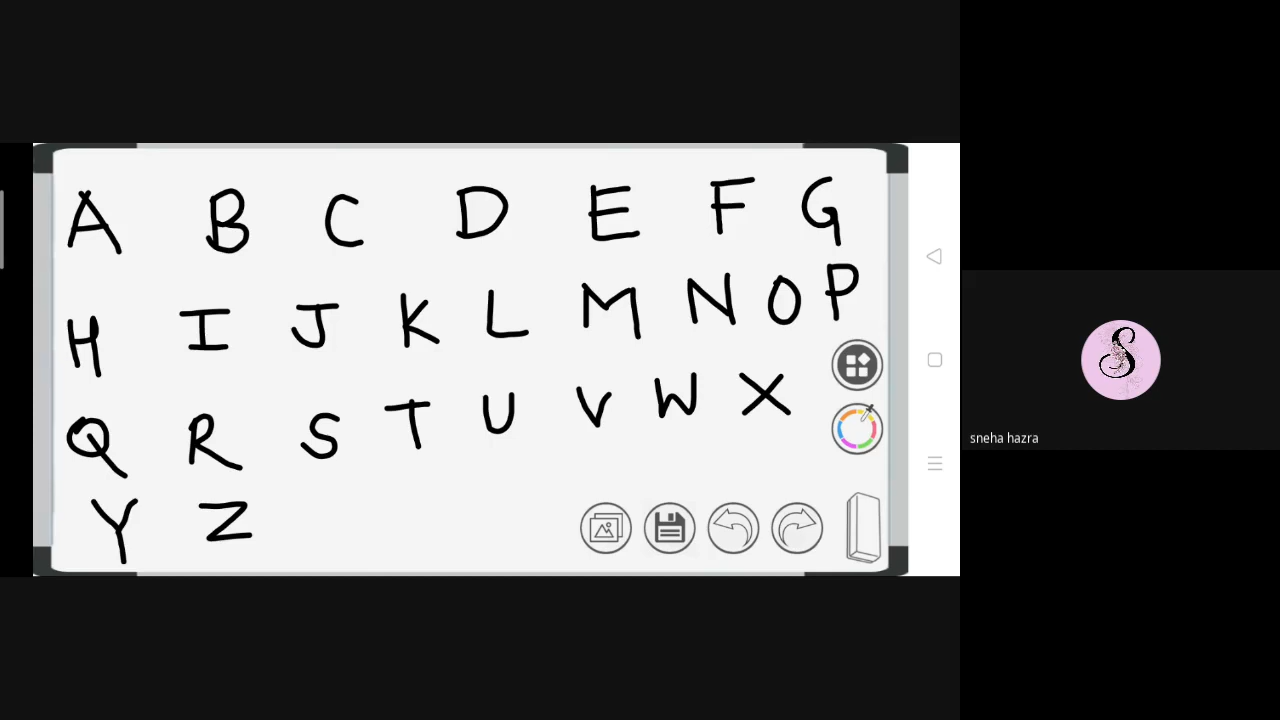 A B C D E F G
H I J K L M N O P
Q R S T U V W X
Y Z
S
sneha hazra